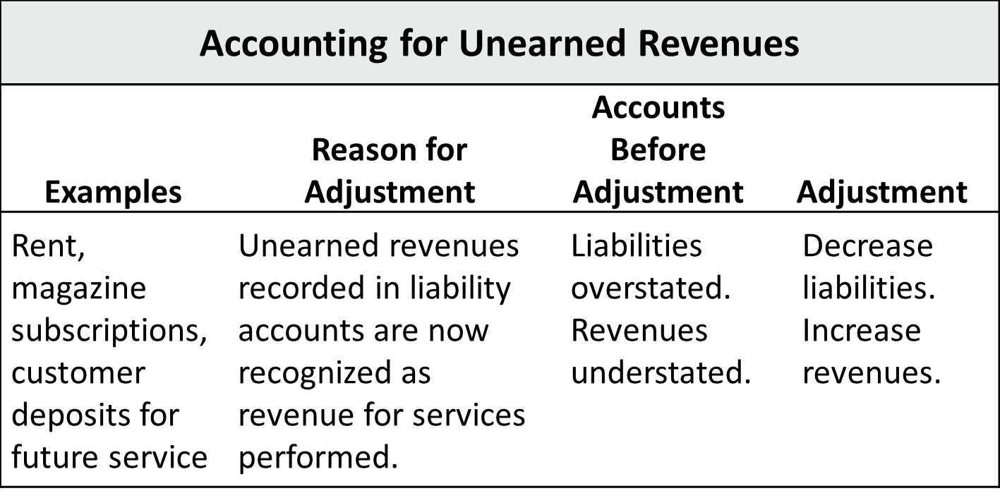 Accounting for Unearned Revenues
Examples
Reason for
Adjustment
Accounts
Before
Adjustment
Adjustment
Rent,
magazine
subscriptions,
customer
deposits for
future service
Unearned revenues
recorded in liability
accounts are now
recognized as
revenue for services
performed.
Liabilities
overstated.
Revenues
understated.
Decrease
liabilities.
Increase
revenues.